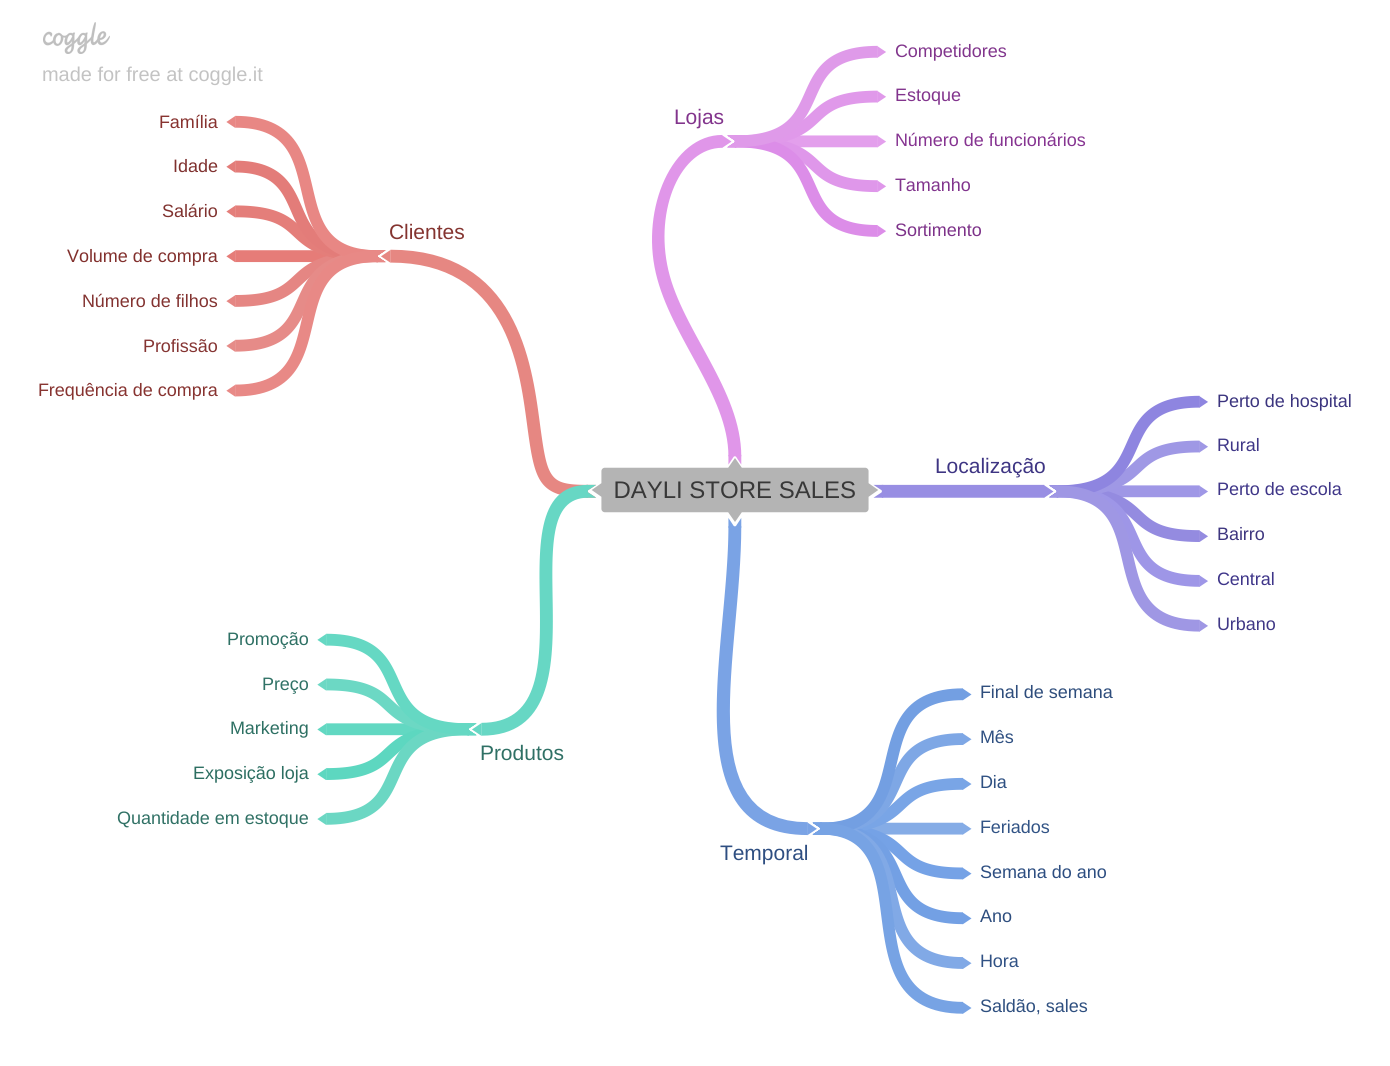 coggle
made for free at coggle.it
Clientes
Família
Idade
Salário
Volume de compra
Número de filhos
Profissão
Frequência de compra
Lojas
Competidores
Estoque
Número de funcionários
Tamanho
Sortimento
DAYLI STORE SALES
Localização
Perto de hospital
Rural
Perto de escola
Bairro
Central
Urbano
Produtos
Promoção
Preço
Marketing
Exposição loja
Quantidade em estoque
Temporal
Final de semana
Mês
Dia
Feriados
Semana do ano
Ano
Hora
Saldão, sales